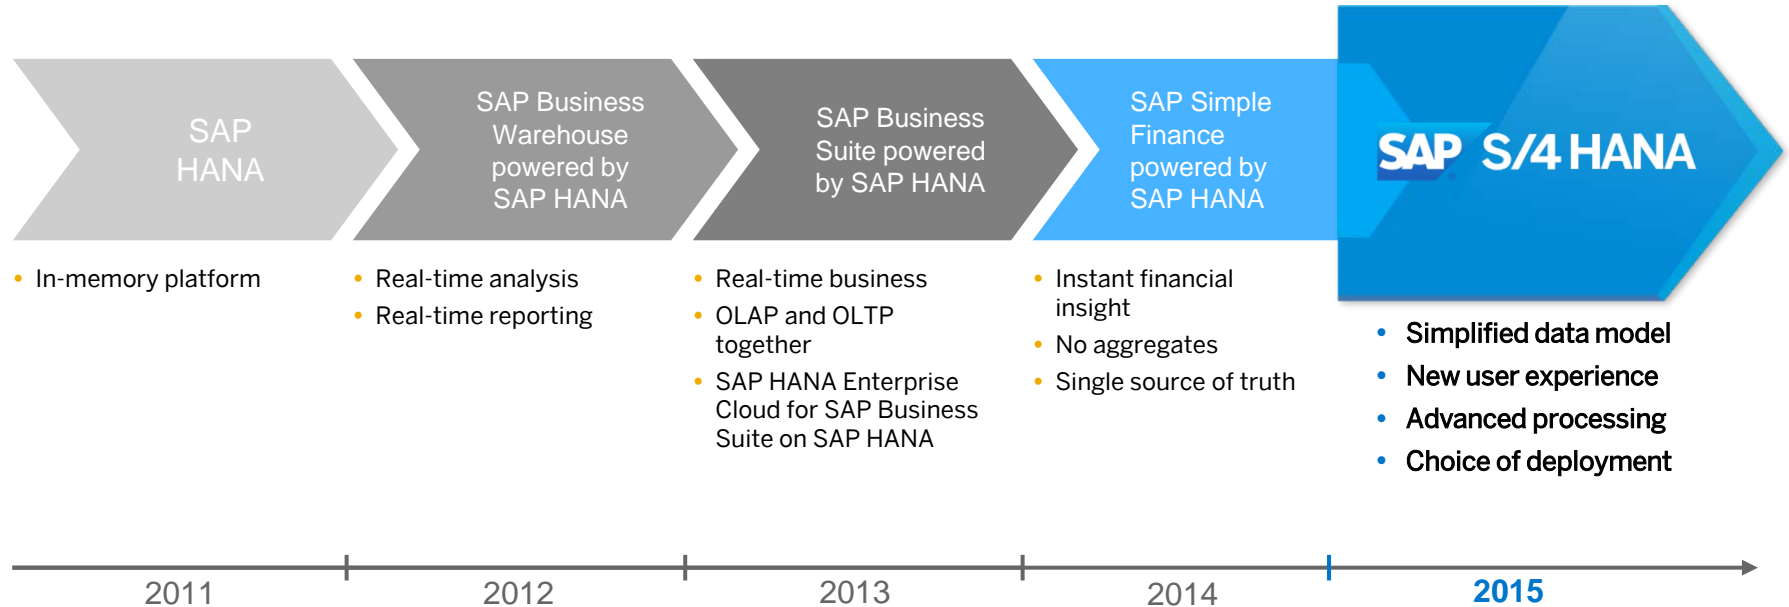 SAP
HANA
SAP Business
Warehouse
powered by
SAP HANA
SAP Business
Suite powered
by SAP HANA
SAP Simple
Finance
powered by
SAP HANA
SAP S/4 HANA
• In-memory platform
• Real-time analysis
• Real-time reporting
• Real-time business
• OLAP and OLTP
together
• SAP HANA Enterprise
Cloud for SAP Business
Suite on SAP HANA
• Instant financial
insight
• No aggregates
• Single source of truth
• Simplified data model
• New user experience
• Advanced processing
• Choice of deployment
2011
2012
2013
2014
2015